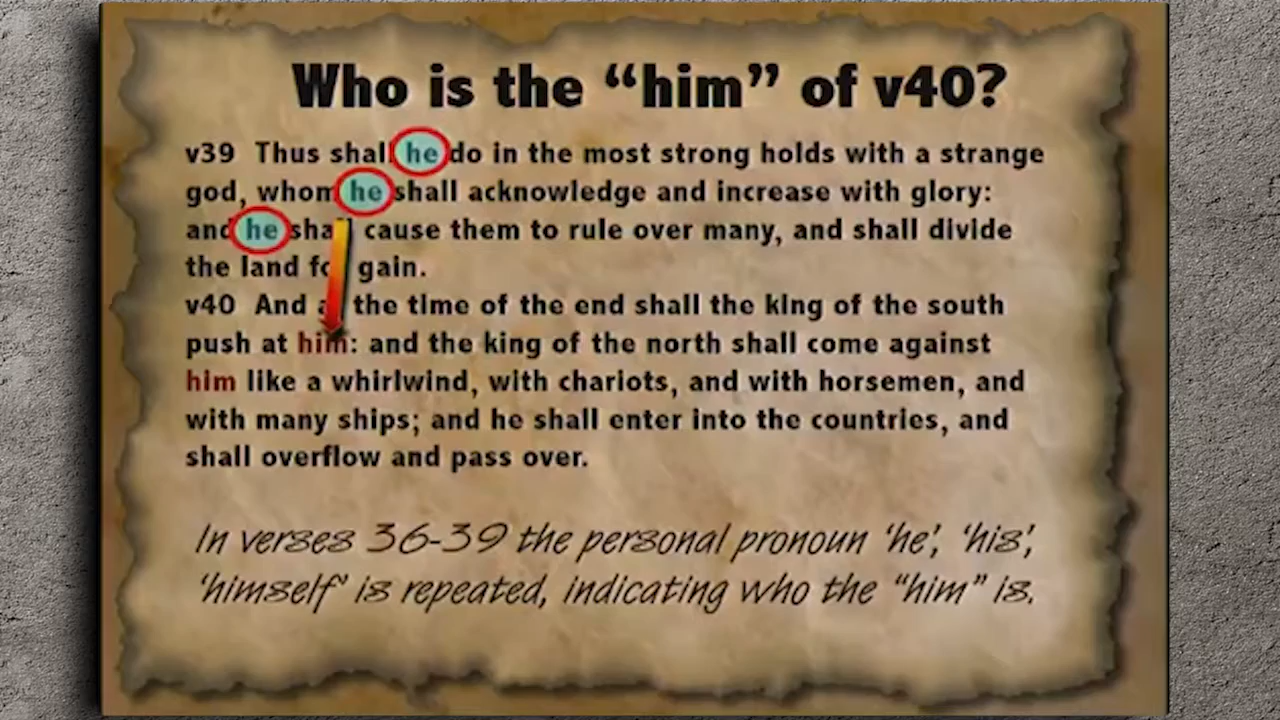 Who is the “him” of v40?
v39 Thus shall he do in the most strong holds with a strange
god, whom he shall acknowledge and increase with glory:
and he shall cause them to rule over many, and shall divide
the land for gain.
v40 And at the time of the end shall the king of the south
push at him: and the king of the north shall come against
him like a whirlwind, with chariots, and with horsemen, and
with many ships; and he shall enter into the countries, and
shall overflow and pass over.
In verses 36-39 the personal pronoun ‘he’, ‘his’,
‘himself’ is repeated, indicating who the “him” is.